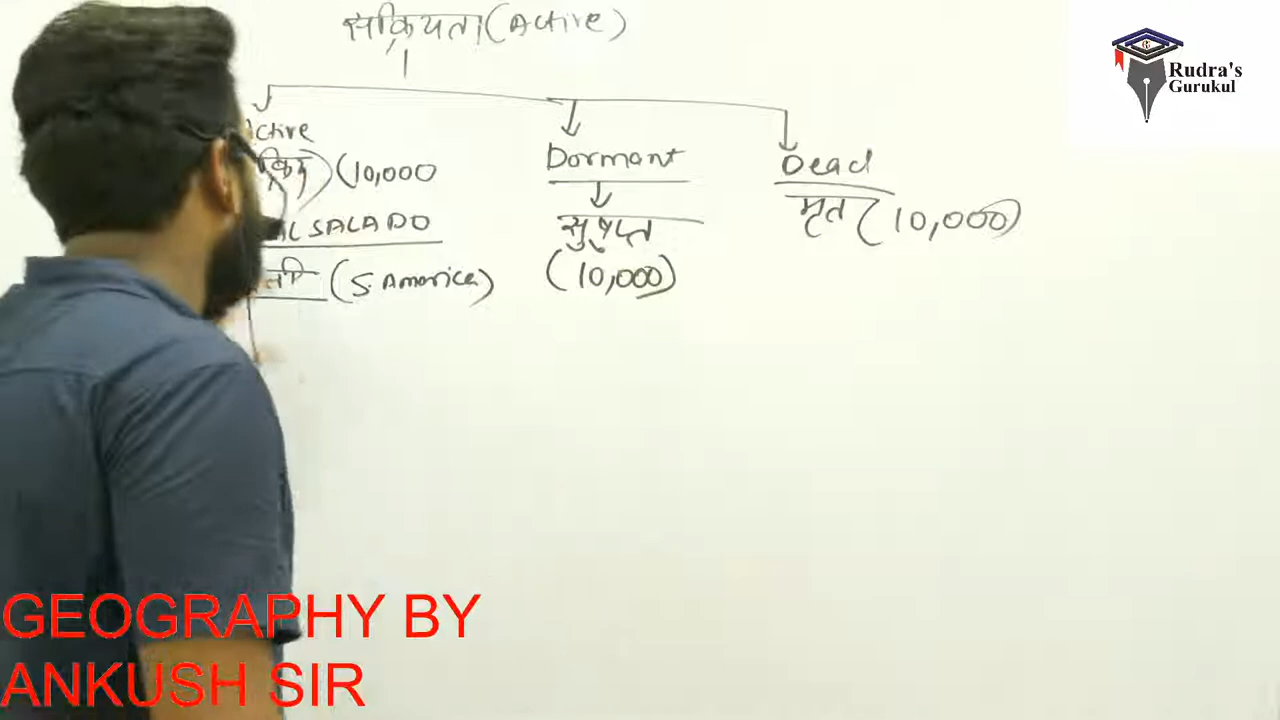 सक्रियता (Active)
ctive
(10,000
SALADO
(S. America)
Dormant
सुषुप्त
(10,000)
Dead
मृत (10,000)
Rudra's
Gurukul
GEOGRAPHY BY
ANKUSH SIR